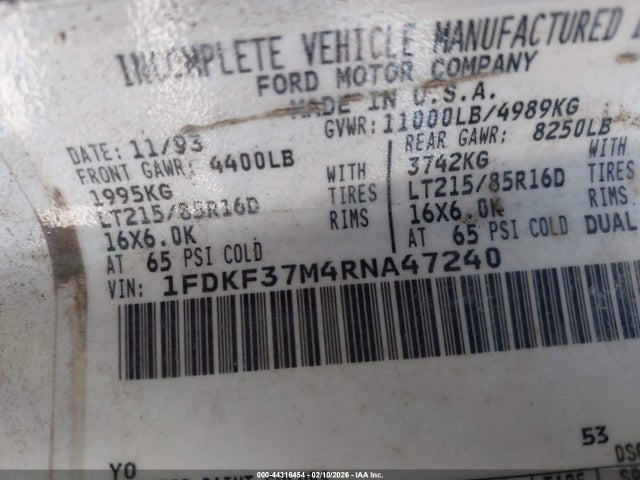 INCOMPLETE VEHICLE MANUFACTURED
FORD MOTOR COMPANY
MADE IN U.S.A.
DATE: 11/93
GVWR: 11000LB/4989KG
FRONT GAWR: 4400LB
REAR GAWR: 8250LB
1995KG WITH
3742KG WITH
LT215/85R16D TIRES
LT215/85R16D TIRES
16X6.0K RIMS
16X6.0K RIMS
AT 65 PSI COLD
AT 65 PSI COLD DUAL
VIN: 1FDKF37M4RNA47240
53
YO
DSO
000-44316454 - 02/10/2026 - IAA Inc.